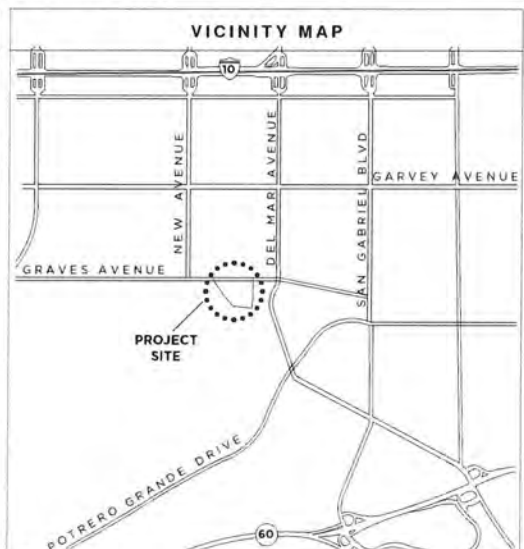 VICINITY MAP
10
NEW AVENUE
DEL MAR AVENUE
SAN GABRIEL BLVD
GARVEY AVENUE
GRAVES AVENUE
PROJECT
SITE
POTRERO GRANDE DRIVE
60